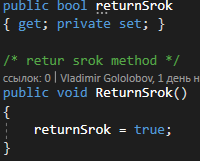 public bool returnSrok
{ get; private set; }
/* retur srok method */
ссылок: 0 | Vladimir Gololobov, 1 день н
public void ReturnSrok()
{
returnSrok = true;
}